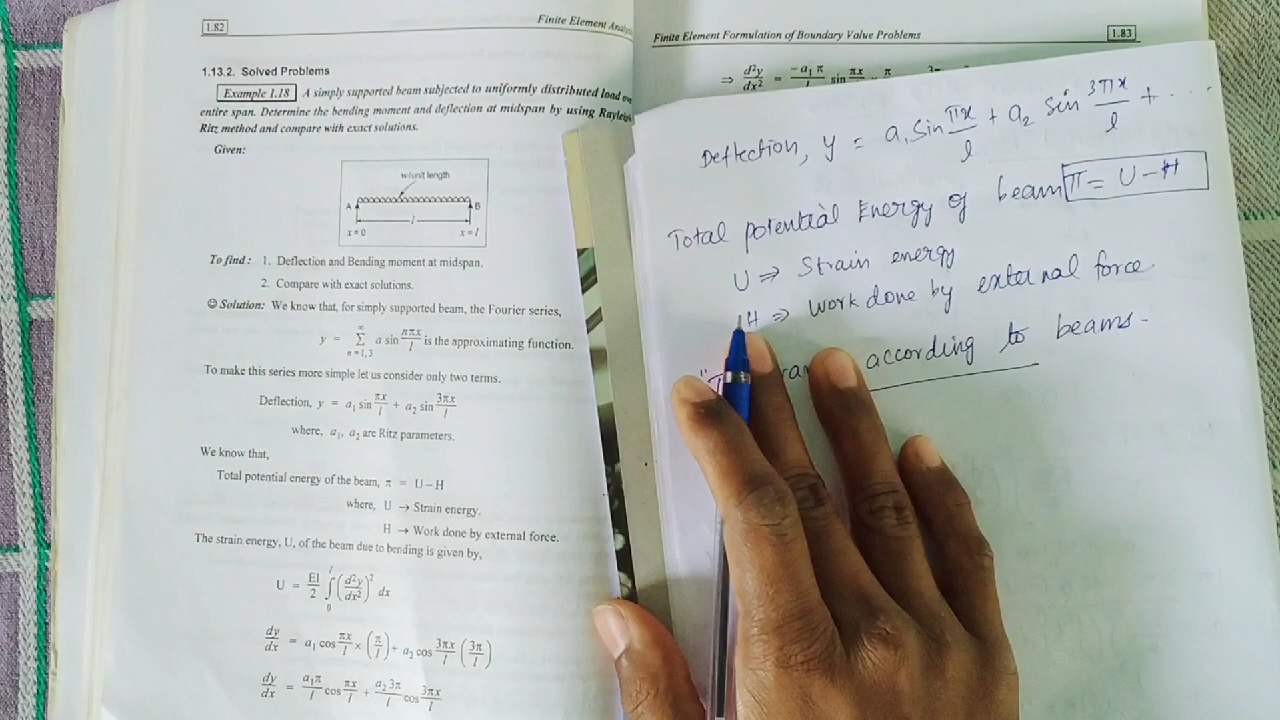 1.82
Finite Element
1.13.2. Solved Problems
Example 1.18 A simply supported beam subjected to uniformly distributed load
entire span. Determine the bending moment and deflection at midspan by using
Ritz method and compare with exact solutions.
Given:
w/unit length
A B
l
x=0 x=l
To find : 1. Deflection and Bending moment at midspan.
2. Compare with exact solutions.
☺ Solution: We know that, for simply supported beam, the Fourier series,
y = ∞ Σ n=1,3 a sin nπx/l is the approximating function.
To make this series more simple let us consider only two terms.
Deflection, y = a₁ sin πx/l + a₂ sin 3πx/l
where, a₁, a₂ are Ritz parameters.
We know that,
Total potential energy of the beam, π = U–H
where, U → Strain energy.
H → Work done by external force.
The strain energy, U, of the beam due to bending is given by,
U = EI/2 ∫₀ˡ (d²y/dx²)² dx
dy/dx = a₁ cos πx/l × (π/l) + a₂ cos 3πx/l (3π/l)
dy/dx = a₁π/l cos πx/l + a₂3π/l cos 3πx/l
Finite Element Formulation of Boundary Value Problems 1.83
⇒ d²y/dx² = –a₁ π/l sin πx/l
Deflection, y = a₁ sin πx/l + a₂ sin 3πx/l + ...
Total potential Energy of beam π = U – H
U ⇒ Strain energy
H ⇒ work done by external force
according to beams.